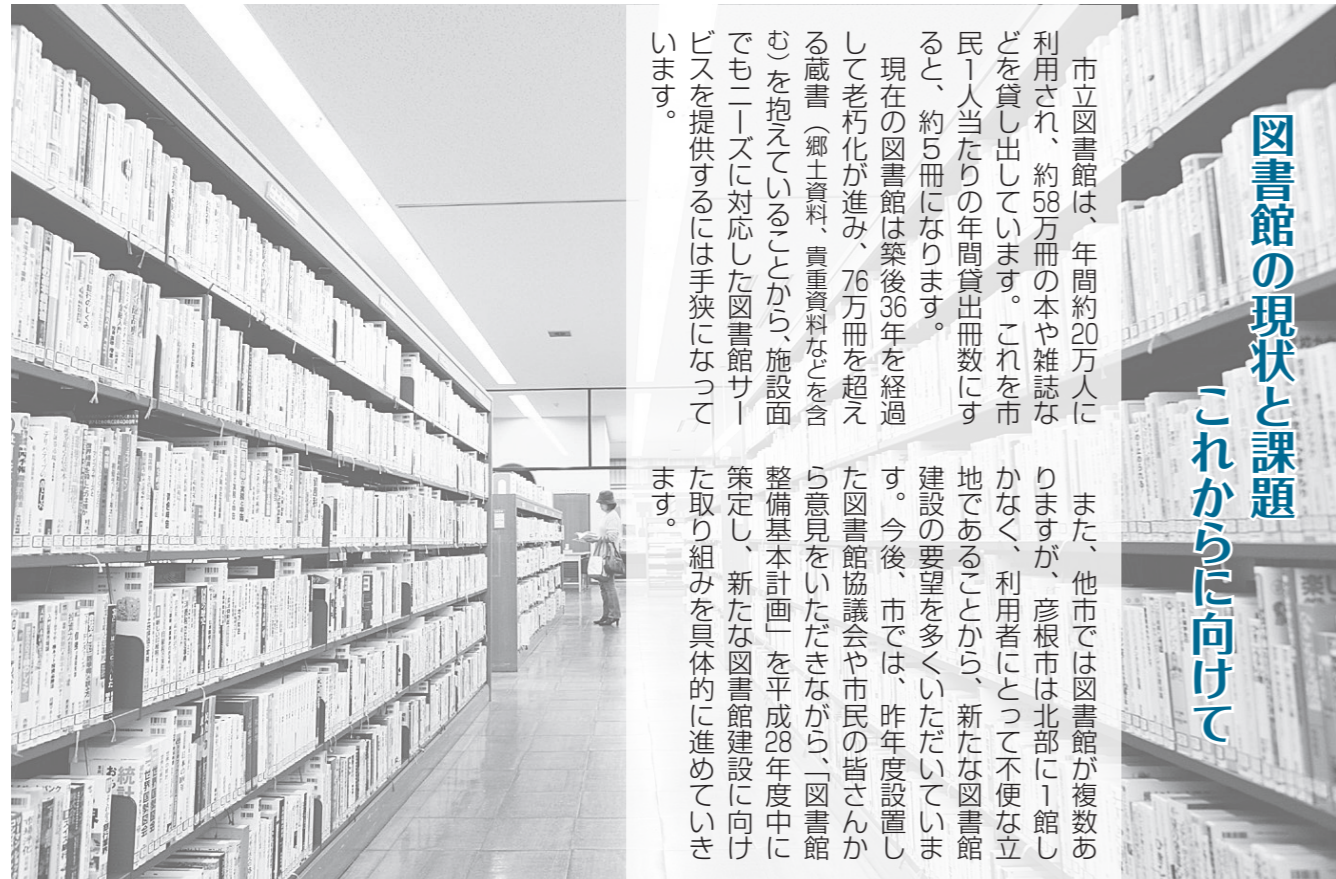 図書館の現状と課題
これからに向けて
市立図書館は、年間約20万人に
利用され、約58万冊の本や雑誌な
どを貸し出しています。これを市
民1人当たりの年間貸出冊数にす
ると、約5冊になります。
現在の図書館は築後36年を経過
して老朽化が進み、76万冊を超え
る蔵書（郷土資料、貴重資料などを含
む）を抱えていることから、施設面
でもニーズに対応した図書館サー
ビスを提供するには手狭になって
います。
また、他市では図書館が複数あ
りますが、彦根市は北部に1館し
かなく、利用者にとって不便な立
地であることから、新たな図書館
建設の要望を多くいただいていま
す。今後、市では、昨年度設置し
た図書館協議会や市民の皆さんか
ら意見をいただきながら、「図書館
整備基本計画」を平成28年度中に
策定し、新たな図書館建設に向け
た取り組みを具体的に進めていき
ます。